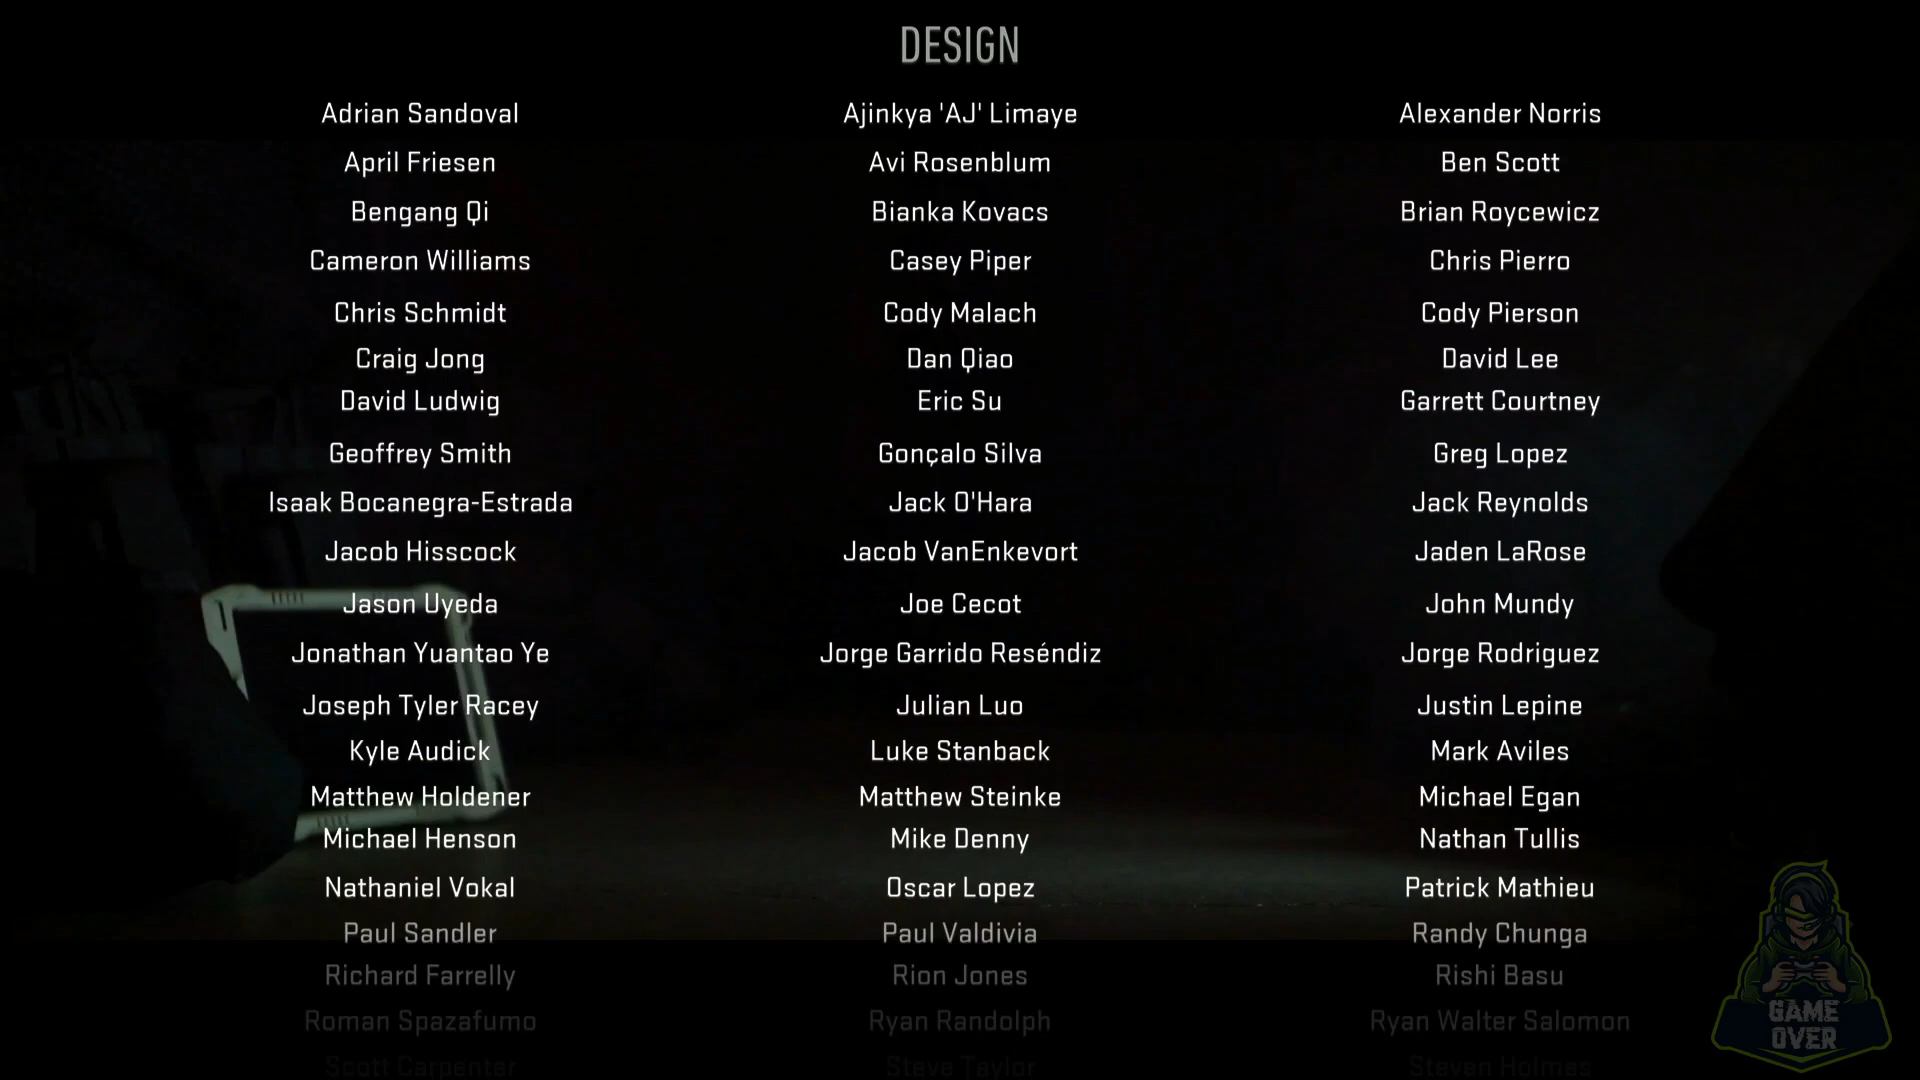 DESIGN
Adrian Sandoval Ajinkya 'AJ' Limaye Alexander Norris
April Friesen Avi Rosenblum Ben Scott
Bengang Qi Bianka Kovacs Brian Roycewicz
Cameron Williams Casey Piper Chris Pierro
Chris Schmidt Cody Malach Cody Pierson
Craig Jong Dan Qiao David Lee
David Ludwig Eric Su Garrett Courtney
Geoffrey Smith Gonçalo Silva Greg Lopez
Isaak Bocanegra-Estrada Jack O'Hara Jack Reynolds
Jacob Hisscock Jacob VanEnkevort Jaden LaRose
Jason Uyeda Joe Cecot John Mundy
Jonathan Yuantao Ye Jorge Garrido Reséndiz Jorge Rodriguez
Joseph Tyler Racey Julian Luo Justin Lepine
Kyle Audick Luke Stanback Mark Aviles
Matthew Holdener Matthew Steinke Michael Egan
Michael Henson Mike Denny Nathan Tullis
Nathaniel Vokal Oscar Lopez Patrick Mathieu
Paul Sandler Paul Valdivia Randy Chunga
Richard Farrelly Rion Jones Rishi Basu
Roman Spazafumo Ryan Randolph Ryan Walter Salomon
Scott Carpenter Steve Taylor Steven Holmes
GAME
OVER